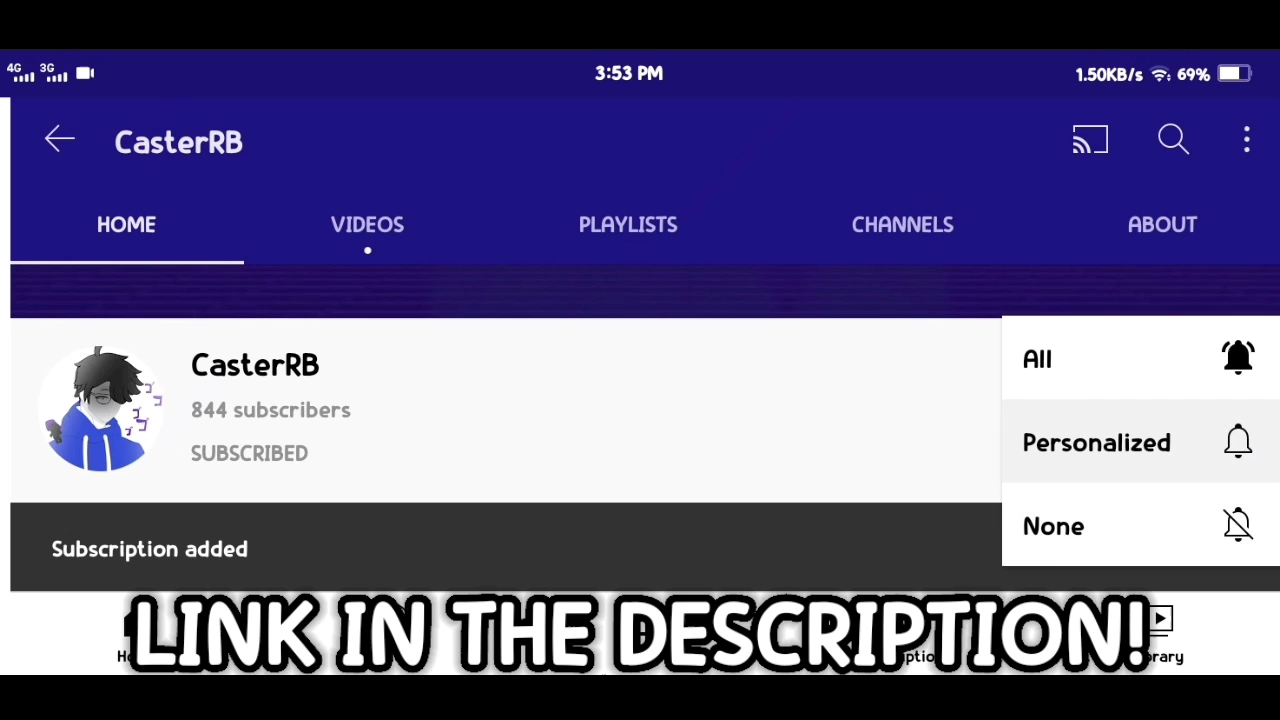 4G 3G 3:53 PM 1.50KB/s 69%
CasterRB
HOME VIDEOS PLAYLISTS CHANNELS ABOUT
CasterRB
844 subscribers
SUBSCRIBED
All
Personalized
None
Subscription added
LINK IN THE DESCRIPTION!